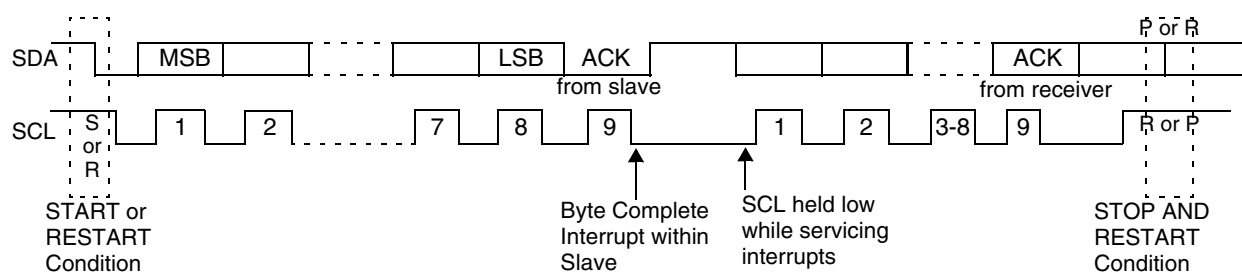 P or R
SDA
MSB
LSB
ACK
ACK
from slave
from receiver
SCL
S
or
R
1
2
7
8
9
1
2
3-8
9
R or P
START or
RESTART
Condition
Byte Complete
Interrupt within
Slave
SCL held low
while servicing
interrupts
STOP AND
RESTART
Condition